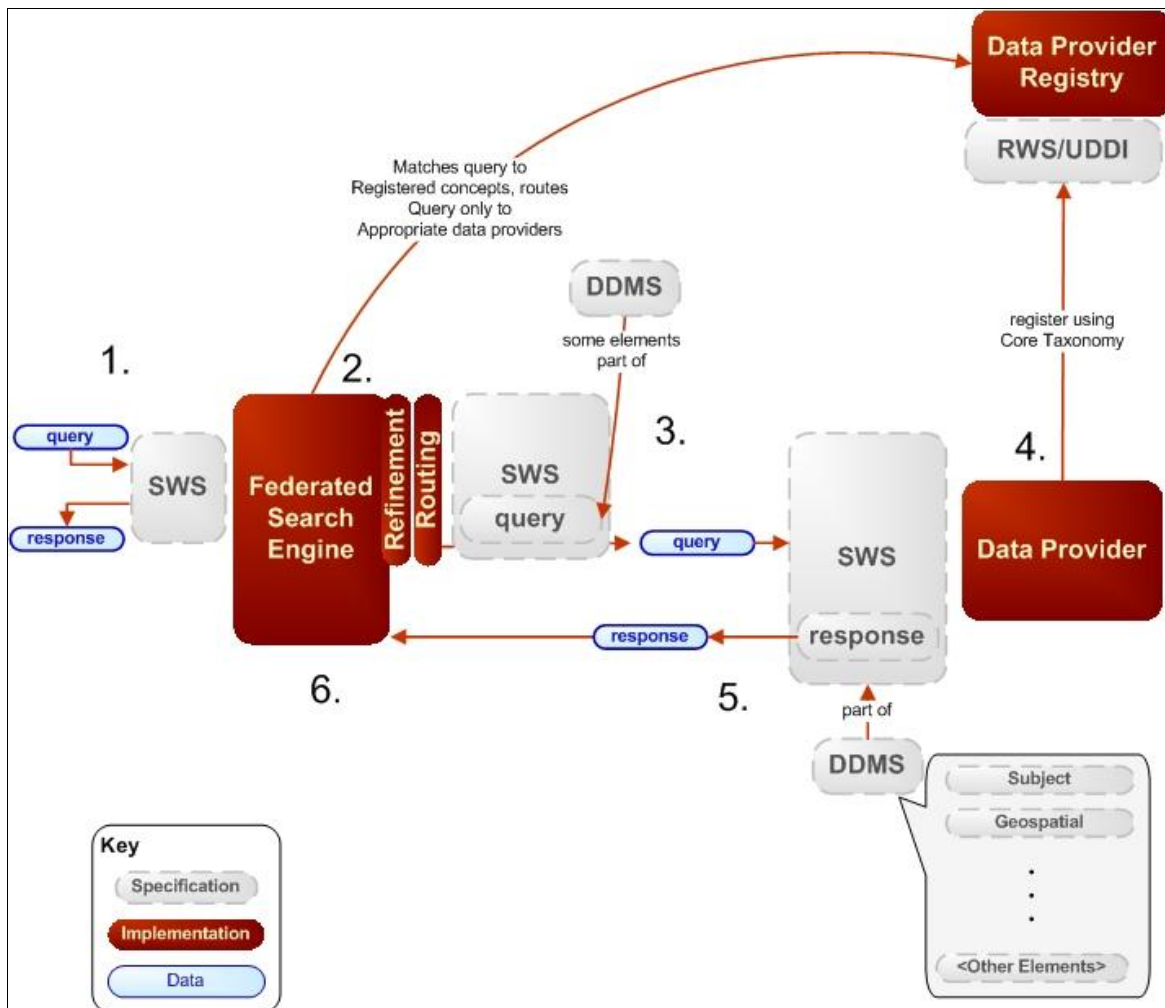 Data Provider
Registry
RWS/UDDI
Matches query to
Registered concepts, routes
Query only to
Appropriate data providers
DDMS
some elements
part of
register using
Core Taxonomy
1.
2.
3.
4.
query
SWS
response
Federated
Search
Engine
Refinement
Routing
SWS
query
query
SWS
Data Provider
response
response
6.
5.
part of
DDMS
Subject
Geospatial
<Other Elements>
Key
Specification
Implementation
Data